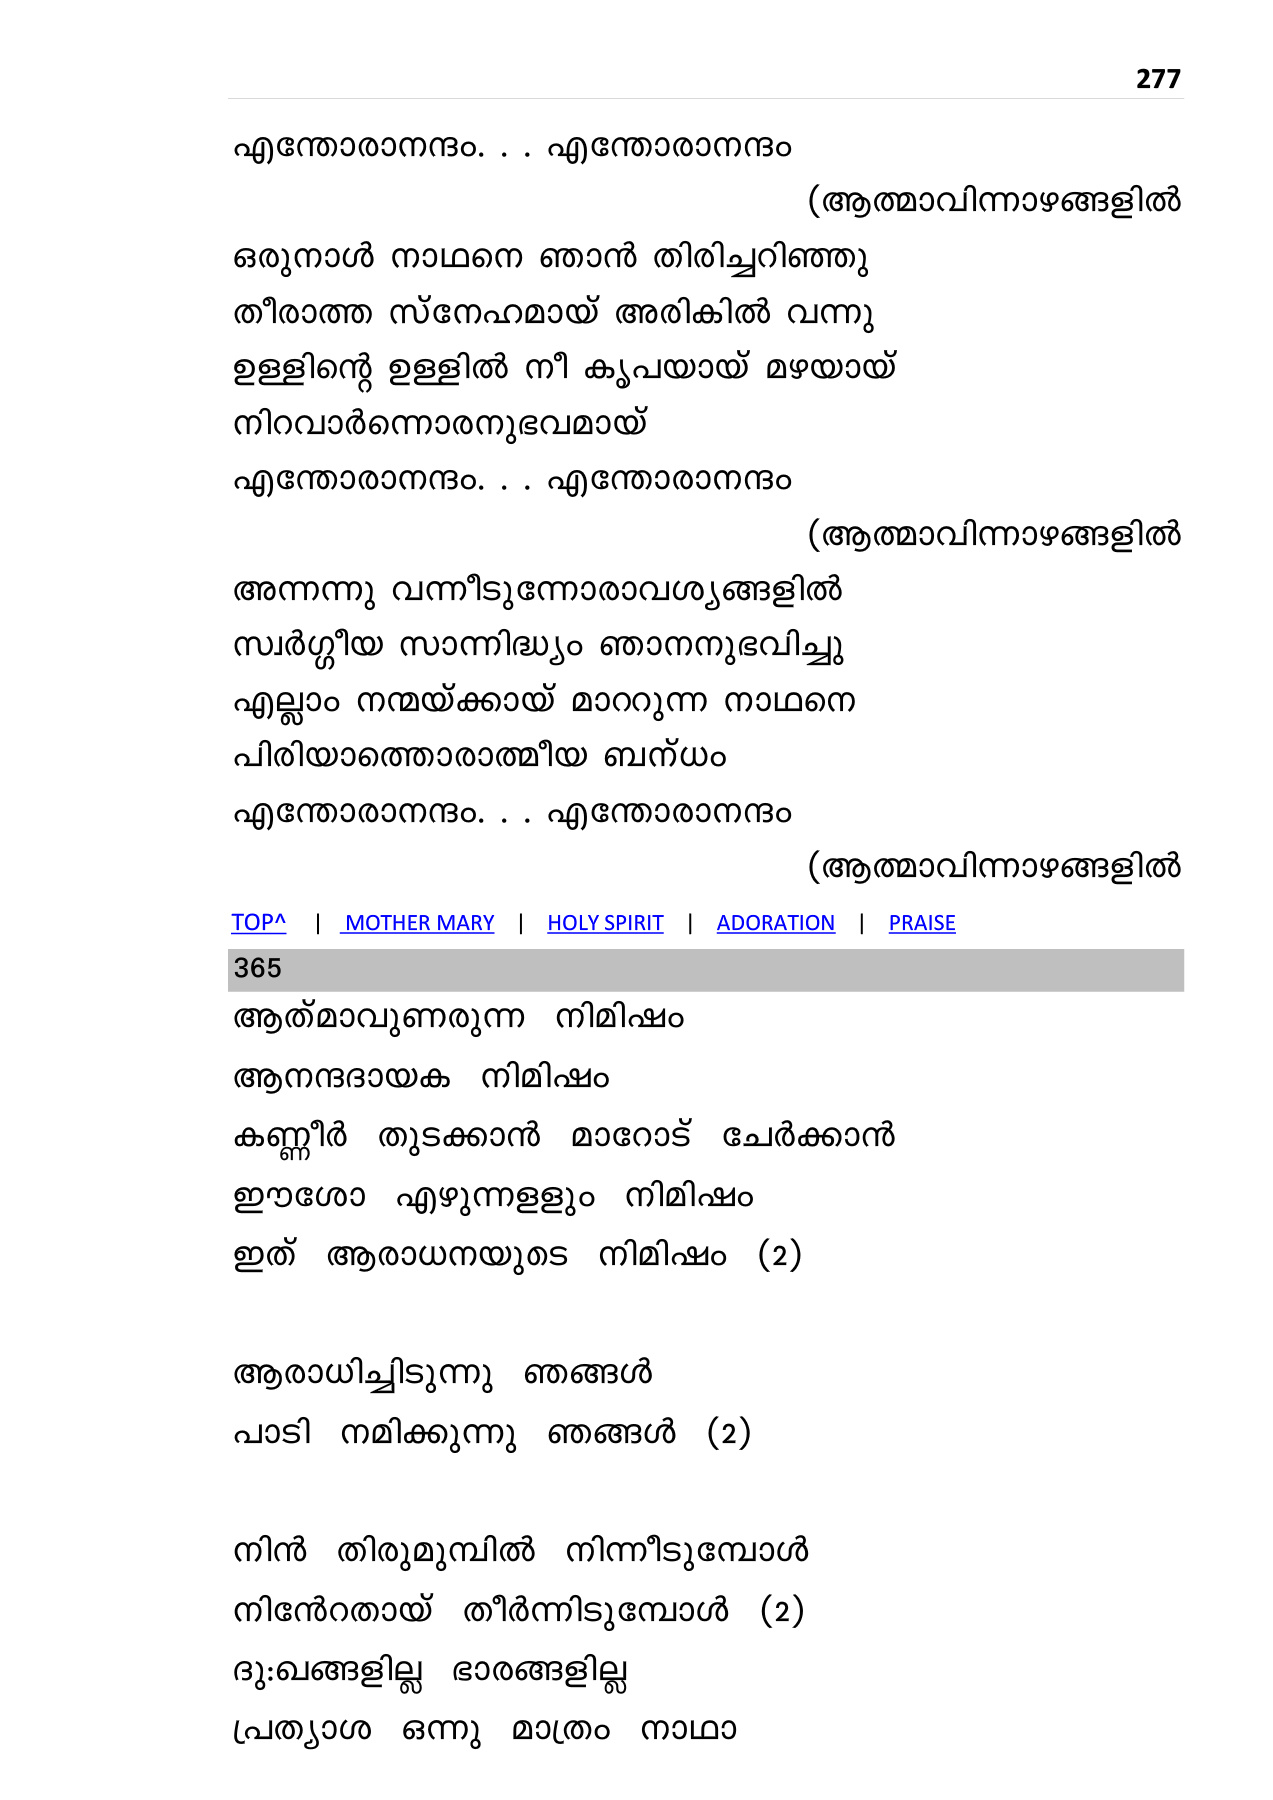 277
എന്തോരാനന്ദം. . . എന്തോരാനന്ദം
(ആത്മാവിന്നാഴങ്ങളിൽ
ഒരുനാൾ നാഥനെ ഞാൻ തിരിച്ചറിഞ്ഞു
തീരാത്ത സ്നേഹമായ് അരികിൽ വന്നു
ഉള്ളിന്റെ ഉള്ളിൽ നീ കൃപയായ് മഴയായ്
നിറവാർന്നൊരനുഭവമായ്
എന്തോരാനന്ദം. . . എന്തോരാനന്ദം
(ആത്മാവിന്നാഴങ്ങളിൽ
അന്നന്നു വന്നീടുന്നോരാവശ്യങ്ങളിൽ
സ്വർഗ്ഗീയ സാന്നിദ്ധ്യം ഞാനനുഭവിച്ചു
എല്ലാം നന്മയ്ക്കായ് മാററുന്ന നാഥനെ
പിരിയാത്തൊരാത്മീയ ബന്‌ധം
എന്തോരാനന്ദം. . . എന്തോരാനന്ദം
(ആത്മാവിന്നാഴങ്ങളിൽ
TOP^ | MOTHER MARY | HOLY SPIRIT | ADORATION | PRAISE
365
ആത്‌മാവുണരുന്ന നിമിഷം
ആനന്ദദായക നിമിഷം
കണ്ണീർ തുടക്കാൻ മാറോട് ചേർക്കാൻ
ഈശോ എഴുന്നളളും നിമിഷം
ഇത് ആരാധനയുടെ നിമിഷം (2)
ആരാധിച്ചിടുന്നു ഞങ്ങൾ
പാടി നമിക്കുന്നു ഞങ്ങൾ (2)
നിൻ തിരുമുമ്പിൽ നിന്നീടുമ്പോൾ
നിൻേറതായ് തീർന്നിടുമ്പോൾ (2)
ദു:ഖങ്ങളില്ല ഭാരങ്ങളില്ല
പ്രത്യാശ ഒന്നു മാത്രം നാഥാ